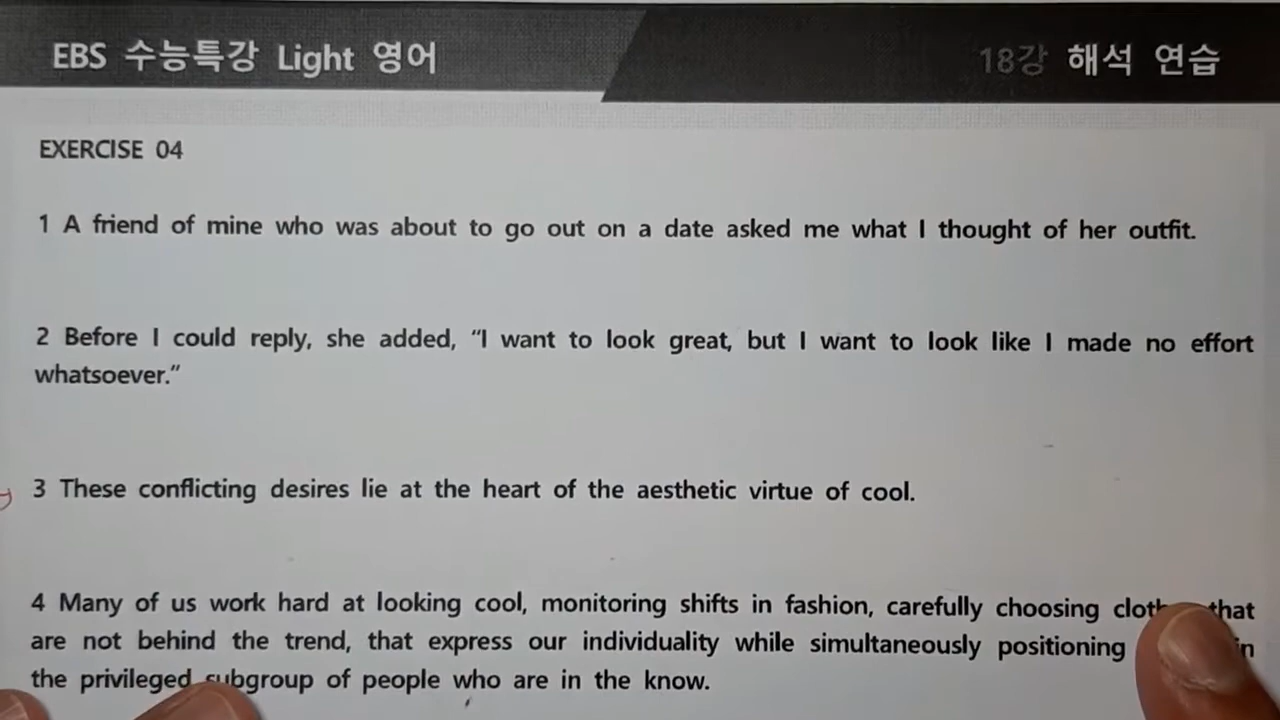 EBS 수능특강 Light 영어
18강 해석 연습
EXERCISE 04
1 A friend of mine who was about to go out on a date asked me what I thought of her outfit.
2 Before I could reply, she added, “I want to look great, but I want to look like I made no effort
whatsoever.”
3 These conflicting desires lie at the heart of the aesthetic virtue of cool.
4 Many of us work hard at looking cool, monitoring shifts in fashion, carefully choosing that
are not behind the trend, that express our individuality while simultaneously positioning in
the privileged subgroup of people who are in the know.